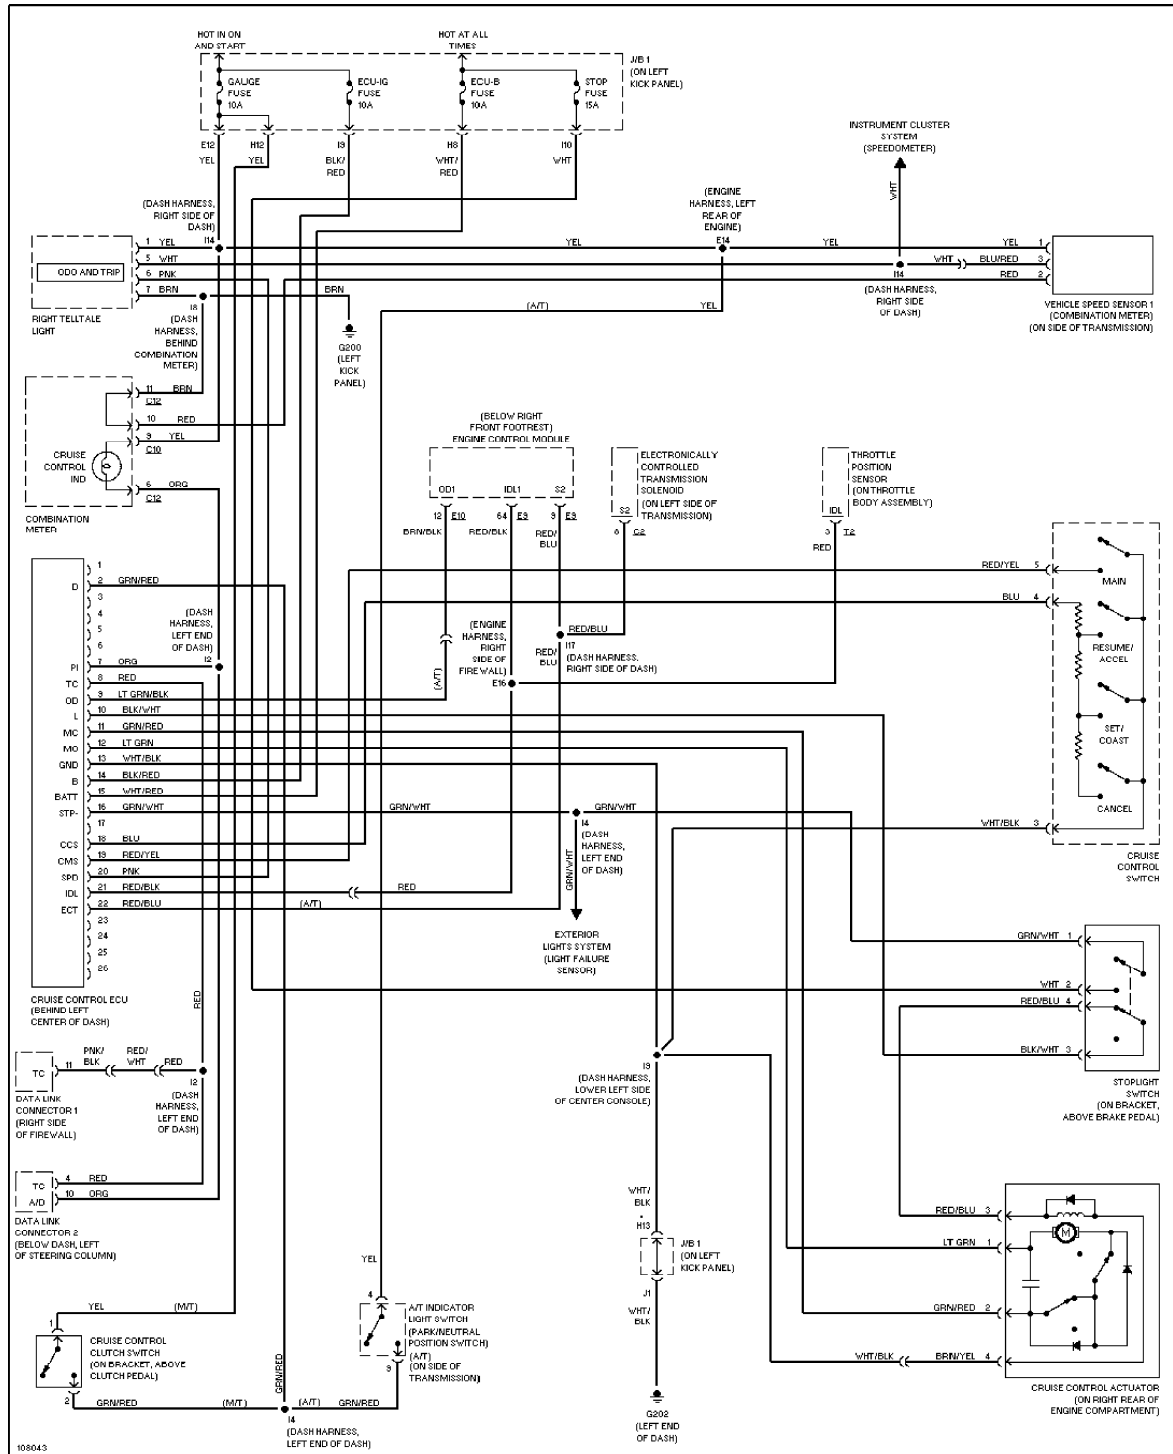 HOT IN ON
AND START
HOT AT ALL
TIMES
J/B 1
(ON LEFT
KICK PANEL)
GAUGE
FUSE
10A
ECU-IG
FUSE
10A
ECU-B
FUSE
10A
STOP
FUSE
15A
E12
H12
I9
H8
I10
YEL
YEL
BLK/
RED
WHT/
RED
WHT
INSTRUMENT CLUSTER
SYSTEM
(SPEEDOMETER)
WHT
(DASH HARNESS,
RIGHT SIDE OF
DASH)
I14
(ENGINE
HARNESS, LEFT
REAR OF
ENGINE)
E14
1 YEL
5 WHT
6 PNK
7 BRN
ODO AND TRIP
RIGHT TELLTALE
LIGHT
YEL
YEL
YEL 1
WHT
BLU/RED 3
RED 2
I14
(DASH HARNESS,
RIGHT SIDE
OF DASH)
VEHICLE SPEED SENSOR 1
(COMBINATION METER)
(ON SIDE OF TRANSMISSION)
BRN
I8
(DASH
HARNESS,
BEHIND
COMBINATION
METER)
G200
(LEFT
KICK
PANEL)
(A/T)
YEL
11 BRN
C12
10 RED
9 YEL
C10
6 ORG
C12
CRUISE
CONTROL
IND
COMBINATION
METER
(BELOW RIGHT
FRONT FOOTREST)
ENGINE CONTROL MODULE
OD1
IDL1
S2
12 E10
64 E9
9 E9
BRN/BLK
RED/BLK
RED/
BLU
ELECTRONICALLY
CONTROLLED
TRANSMISSION
SOLENOID
(ON LEFT SIDE OF
TRANSMISSION)
S2
6 C2
THROTTLE
POSITION
SENSOR
(ON THROTTLE
BODY ASSEMBLY)
IDL
3 T2
RED
RED/YEL 5
MAIN
BLU 4
RESUME/
ACCEL
SET/
COAST
CANCEL
WHT/BLK 3
CRUISE
CONTROL
SWITCH
(DASH
HARNESS,
LEFT END
OF DASH)
I2
(ENGINE
HARNESS,
RIGHT
SIDE OF
FIREWALL)
E16
(A/T)
RED/BLU
RED/
BLU
I17
(DASH HARNESS,
RIGHT SIDE OF DASH)
1
D 2 GRN/RED
3
4
5
6
PI 7 ORG
TC 8 RED
OD 9 LT GRN/BLK
L 10 BLK/WHT
MC 11 GRN/RED
MO 12 LT GRN
GND 13 WHT/BLK
B 14 BLK/RED
BATT 15 WHT/RED
STP- 16 GRN/WHT
17
CCS 18 BLU
CMS 19 RED/YEL
SPD 20 PNK
IDL 21 RED/BLK
ECT 22 RED/BLU
23
24
25
26
RED
(A/T)
CRUISE CONTROL ECU
(BEHIND LEFT
CENTER OF DASH)
GRN/WHT
GRN/WHT
I4
(DASH
HARNESS,
LEFT END
OF DASH)
GRN/WHT
EXTERIOR
LIGHTS SYSTEM
(LIGHT FAILURE
SENSOR)
GRN/WHT 1
WHT 2
RED/BLU 4
BLK/WHT 3
STOPLIGHT
SWITCH
(ON BRACKET,
ABOVE BRAKE PEDAL)
RED
TC
11
PNK/
BLK
RED/
WHT
RED
I2
(DASH
HARNESS,
LEFT END
OF DASH)
DATA LINK
CONNECTOR 1
(RIGHT SIDE
OF FIREWALL)
I9
(DASH HARNESS,
LOWER LEFT SIDE
OF CENTER CONSOLE)
TC 4 RED
A/D 10 ORG
DATA LINK
CONNECTOR 2
(BELOW DASH, LEFT
OF STEERING COLUMN)
WHT/
BLK
H13
J/B 1
(ON LEFT
KICK PANEL)
J1
WHT/
BLK
G202
(LEFT END
OF DASH)
RED/BLU 3
LT GRN 1
GRN/RED 2
WHT/BLK
BRN/YEL 4
M
CRUISE CONTROL ACTUATOR
(ON RIGHT REAR OF
ENGINE COMPARTMENT)
YEL
4
A/T INDICATOR
LIGHT SWITCH
(PARK/NEUTRAL
POSITION SWITCH)
(A/T)
(ON SIDE OF
TRANSMISSION)
9
YEL
(M/T)
1
CRUISE CONTROL
CLUTCH SWITCH
(ON BRACKET, ABOVE
CLUTCH PEDAL)
2
GRN/RED
GRN/RED
(M/T)
(A/T)
GRN/RED
I4
(DASH HARNESS,
LEFT END OF DASH)
108043